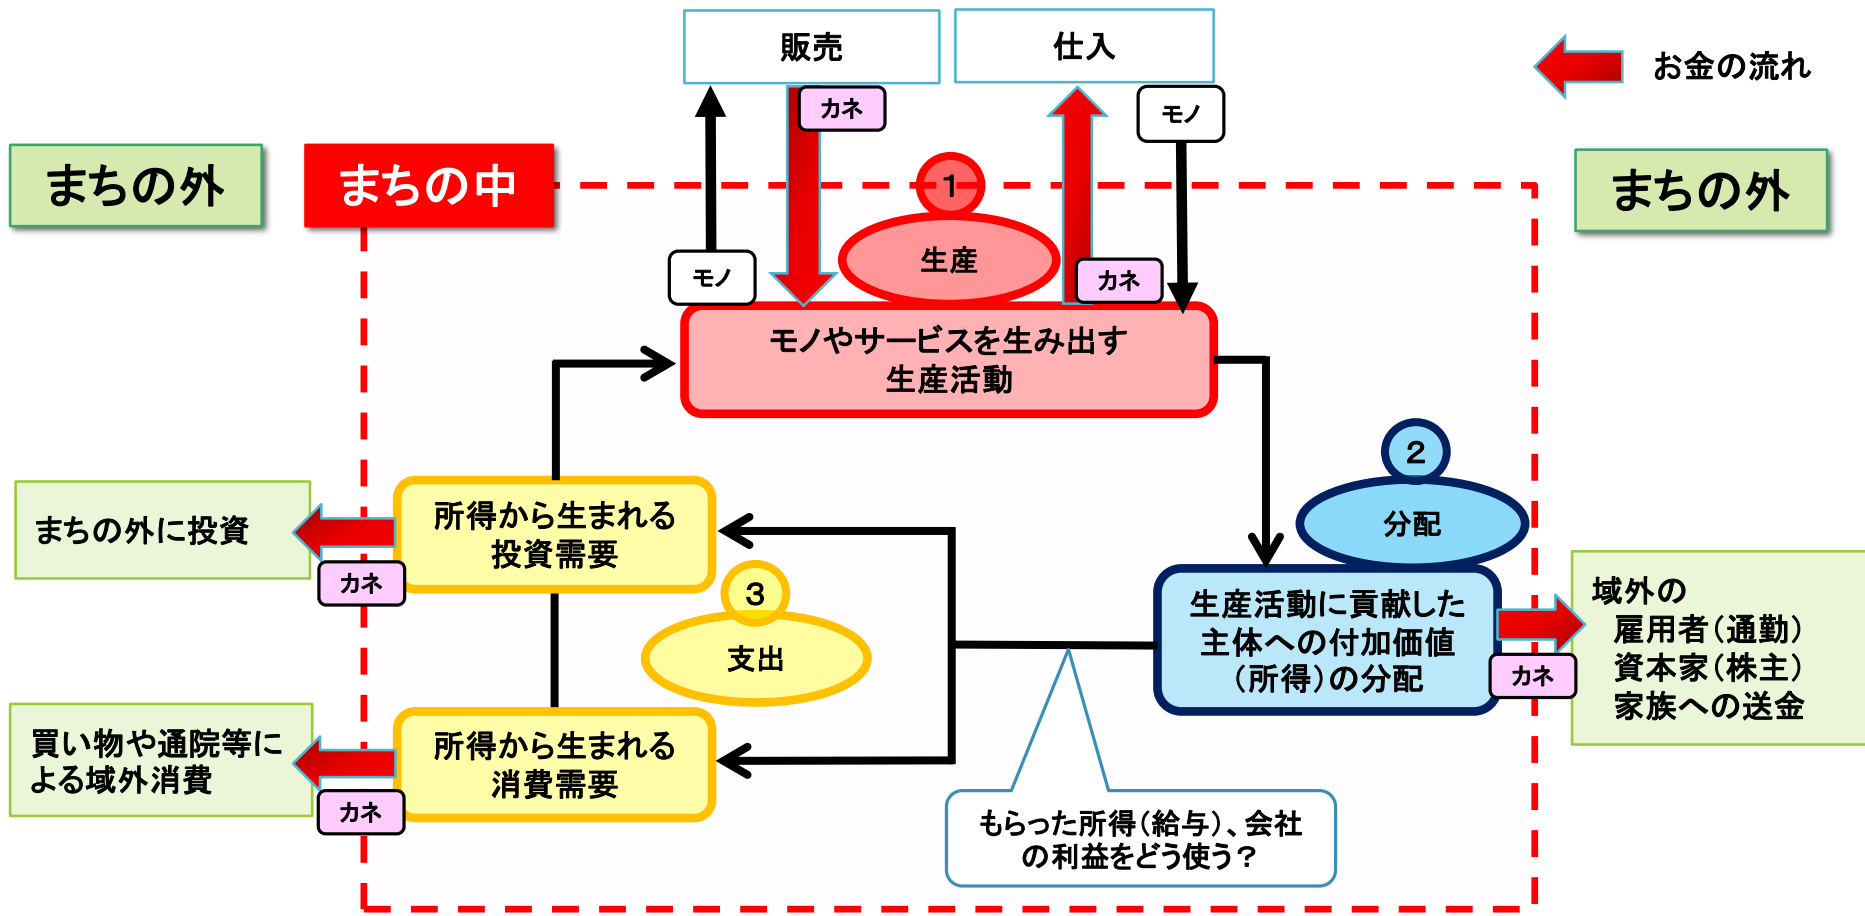 販売
仕入
お金の流れ
カネ
モノ
まちの外
まちの中
まちの外
1
生産
モノ
カネ
モノやサービスを生み出す
生産活動
2
分配
所得から生まれる
投資需要
まちの外に投資
カネ
3
支出
生産活動に貢献した
主体への付加価値
（所得）の分配
域外の
雇用者（通勤）
資本家（株主）
家族への送金
カネ
所得から生まれる
消費需要
買い物や通院等に
よる域外消費
カネ
もらった所得（給与）、会社
の利益をどう使う？